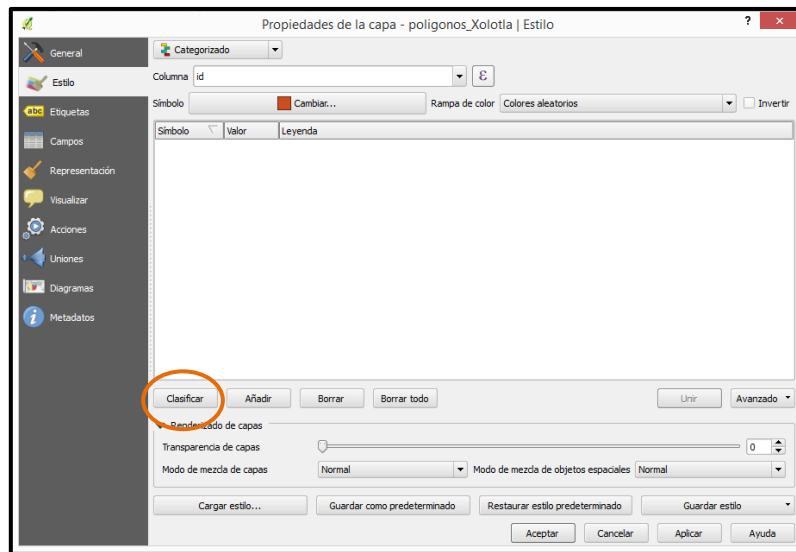 Propiedades de la capa - poligonos_Xolotla | Estilo
?
General
Estilo
abc Etiquetas
Campos
Representación
Visualizar
Acciones
Uniones
Diagramas
Metadatos
Categorizado
Columna id ε
Símbolo Cambiar... Rampa de color Colores aleatorios Invertir
Símbolo Valor Leyenda
Clasificar Añadir Borrar Borrar todo Unir Avanzado
Renderizado de capas
Transparencia de capas 0
Modo de mezcla de capas Normal Modo de mezcla de objetos espaciales Normal
Cargar estilo... Guardar como predeterminado Restaurar estilo predeterminado Guardar estilo
Aceptar Cancelar Aplicar Ayuda